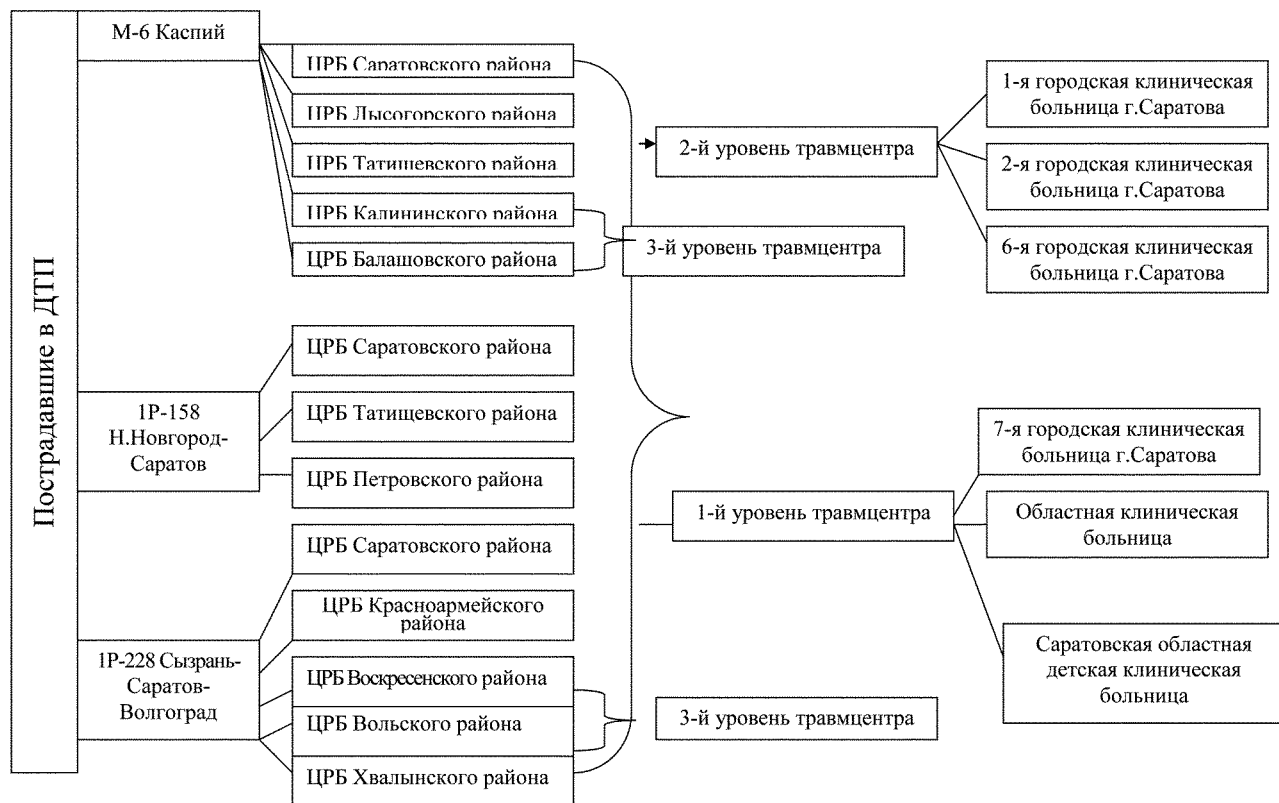 Пострадавшие в ДТП
М-6 Каспий
ЦРБ Саратовского района
ЦРБ Лысогорского района
ЦРБ Татищевского района
ЦРБ Калининского района
ЦРБ Балашовского района
1Р-158
Н.Новгород-
Саратов
ЦРБ Саратовского района
ЦРБ Татищевского района
ЦРБ Петровского района
1Р-228 Сызрань-
Саратов-
Волгоград
ЦРБ Саратовского района
ЦРБ Красноармейского
района
ЦРБ Воскресенского района
ЦРБ Вольского района
ЦРБ Хвалынского района
2-й уровень травмцентра
3-й уровень травмцентра
1-й уровень травмцентра
3-й уровень травмцентра
1-я городская клиническая
больница г.Саратова
2-я городская клиническая
больница г.Саратова
6-я городская клиническая
больница г.Саратова
7-я городская клиническая
больница г.Саратова
Областная клиническая
больница
Саратовская областная
детская клиническая
больница